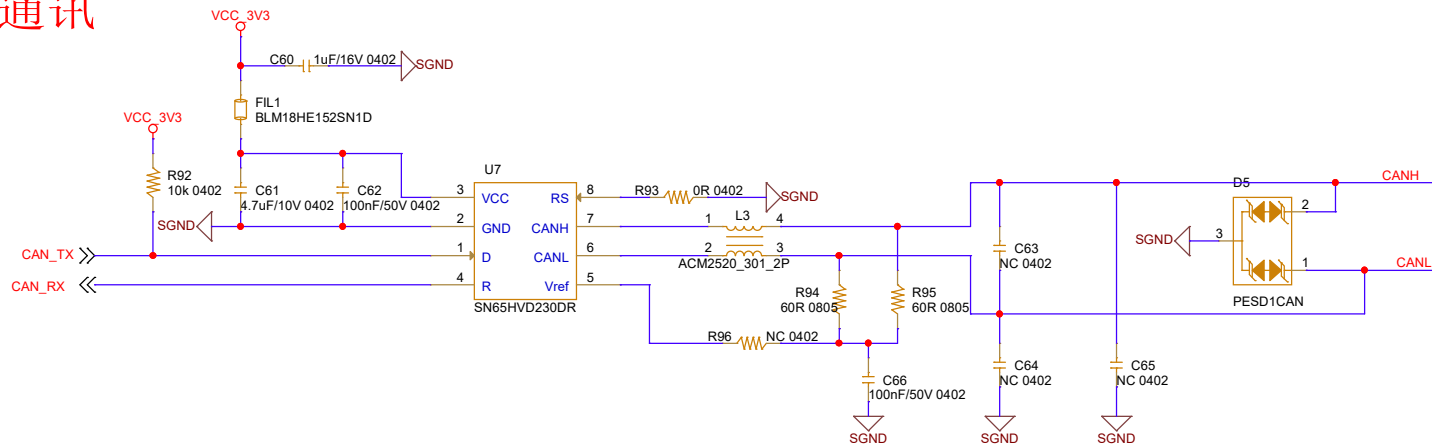 通讯
VCC_3V3
C60
1uF/16V 0402
SGND
FIL1
BLM18HE152SN1D
VCC_3V3
R92
10k 0402
C61
4.7uF/10V 0402
C62
100nF/50V 0402
SGND
CAN_TX
CAN_RX
U7
3
VCC
2
GND
1
D
4
R
RS
8
CANH
7
CANL
6
Vref
5
SN65HVD230DR
R93
0R 0402
SGND
1
L3
4
2
3
ACM2520_301_2P
R94
60R 0805
R95
60R 0805
R96
NC 0402
C66
100nF/50V 0402
SGND
C63
NC 0402
C64
NC 0402
SGND
C65
NC 0402
SGND
D5
2
SGND
3
1
PESD1CAN
CANH
CANL